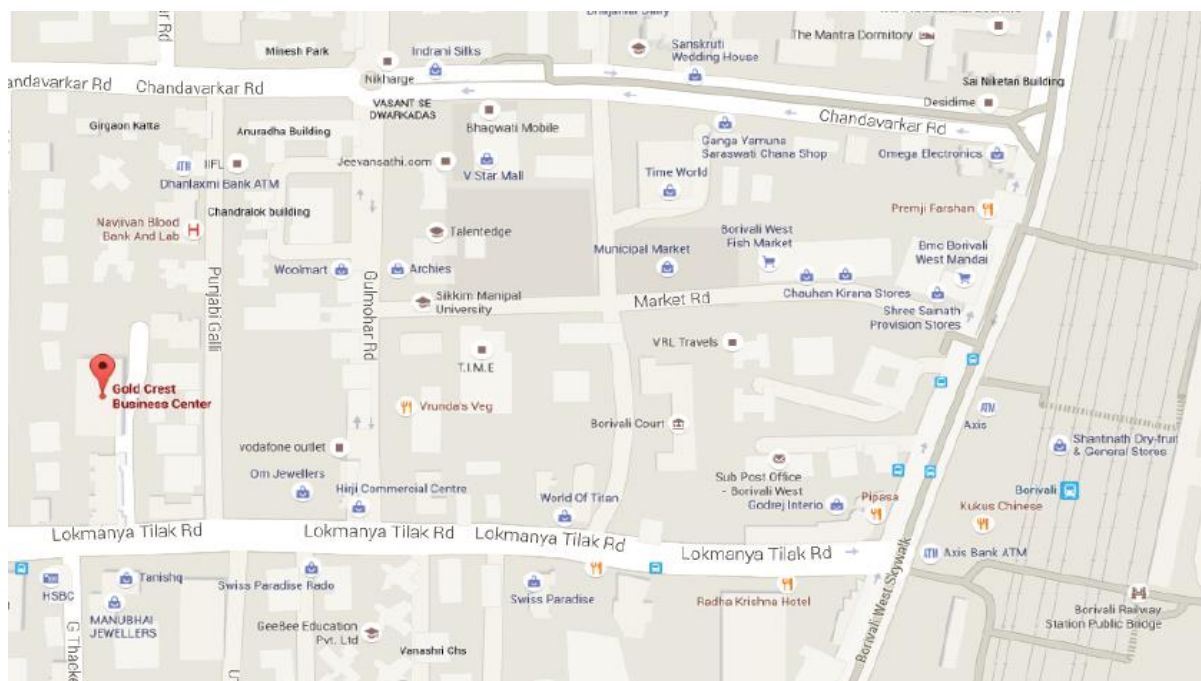 Minesh Park
Indrani Silks
Nikharge
Sanskruti
Wedding House
The Mantra Dormitory
Sai Niketan Building
Desidime
Chandavarkar Rd
Chandavarkar Rd
VASANT SE
DWARKADAS
Bhagwati Mobile
Girgaon Katta
Anuradha Building
IIFL
Dhanlaxmi Bank ATM
Jeevansathi.com
V Star Mall
Ganga Yamuna
Saraswati Chana Shop
Omega Electronics
Time World
Chandralok building
Navjivan Blood
Bank And Lab
Talentedge
Premji Farshan
Municipal Market
Borivali West
Fish Market
Bmc Borivali
West Mandai
Woolmart
Archies
Punjabi Galli
Gulmohar Rd
Sikkim Manipal
University
Market Rd
Chauhan Kirana Stores
Shree Sainath
Provision Stores
VRL Travels
T.I.M.E
Gold Crest
Business Center
Vrunda's Veg
Borivali Court
Axis
vodafone outlet
Shantinath Dry-fruit
& General Stores
Om Jewellers
Hirji Commercial Centre
World Of Titan
Sub Post Office
- Borivali West
Godrej Interio
Pipasa
Borivali
Kukus Chinese
Lokmanya Tilak Rd
Lokmanya Tilak Rd
Lokmanya Tilak Rd
Lokmanya Tilak Rd
Axis Bank ATM
HSBC
Tanishq
MANUBHAI
JEWELLERS
Swiss Paradise Rado
Swiss Paradise
Radha Krishna Hotel
Borivali West Skywalk
Borivali Railway
Station Public Bridge
GeeBee Education
Pvt. Ltd
Vanashri Chs
G Thacke